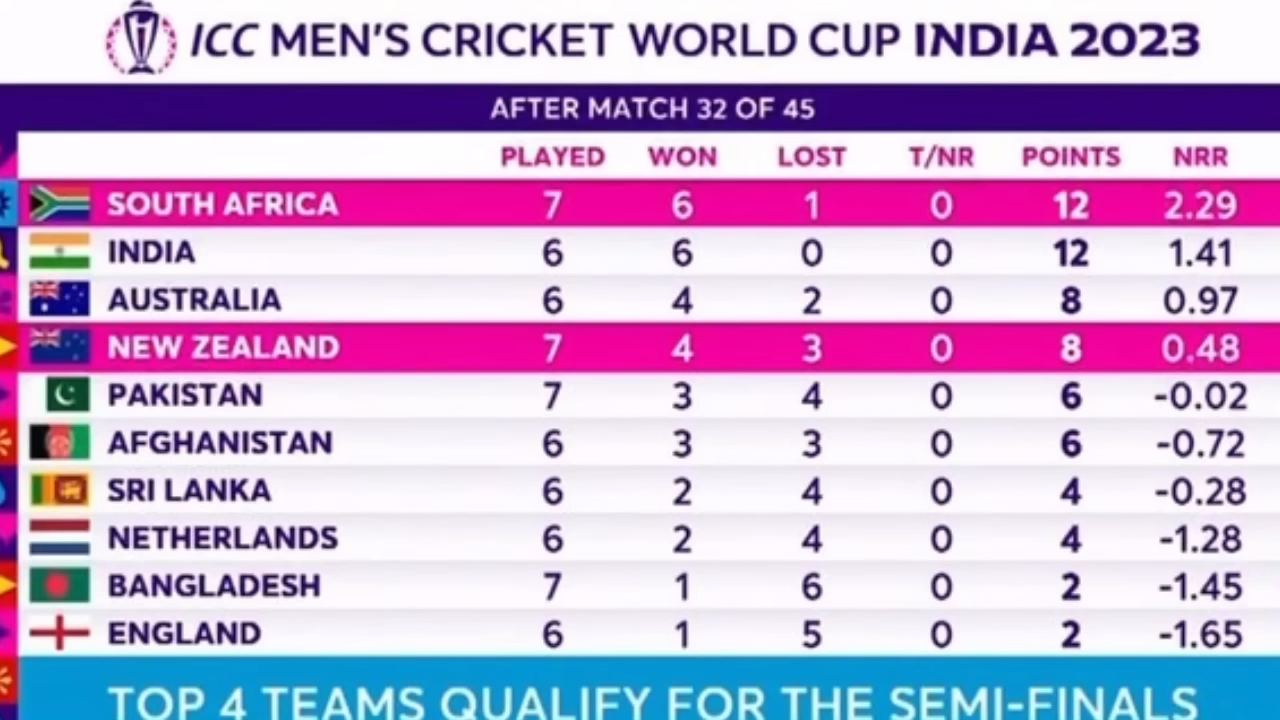 ICC MEN'S CRICKET WORLD CUP INDIA 2023
AFTER MATCH 32 OF 45
PLAYED WON LOST T/NR POINTS NRR
SOUTH AFRICA 7 6 1 0 12 2.29
INDIA 6 6 0 0 12 1.41
AUSTRALIA 6 4 2 0 8 0.97
NEW ZEALAND 7 4 3 0 8 0.48
PAKISTAN 7 3 4 0 6 -0.02
AFGHANISTAN 6 3 3 0 6 -0.72
SRI LANKA 6 2 4 0 4 -0.28
NETHERLANDS 6 2 4 0 4 -1.28
BANGLADESH 7 1 6 0 2 -1.45
ENGLAND 6 1 5 0 2 -1.65
TOP 4 TEAMS QUALIFY FOR THE SEMI-FINALS